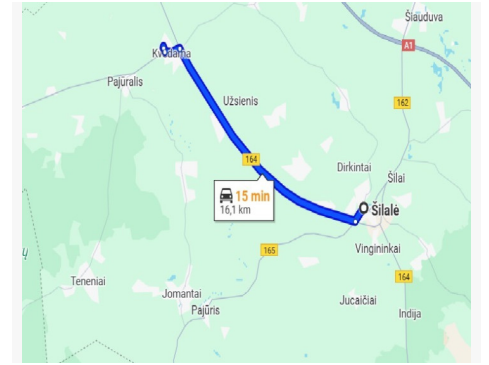 Šiauduva
A1
Kvėdarna
Pajūralis
Užsienis
162
164
Dirkintai
Šilai
15 min
16,1 km
Šilalė
165
Vingininkai
Teneniai
164
Jomantai
Pajūris
Jucaičiai
Indija